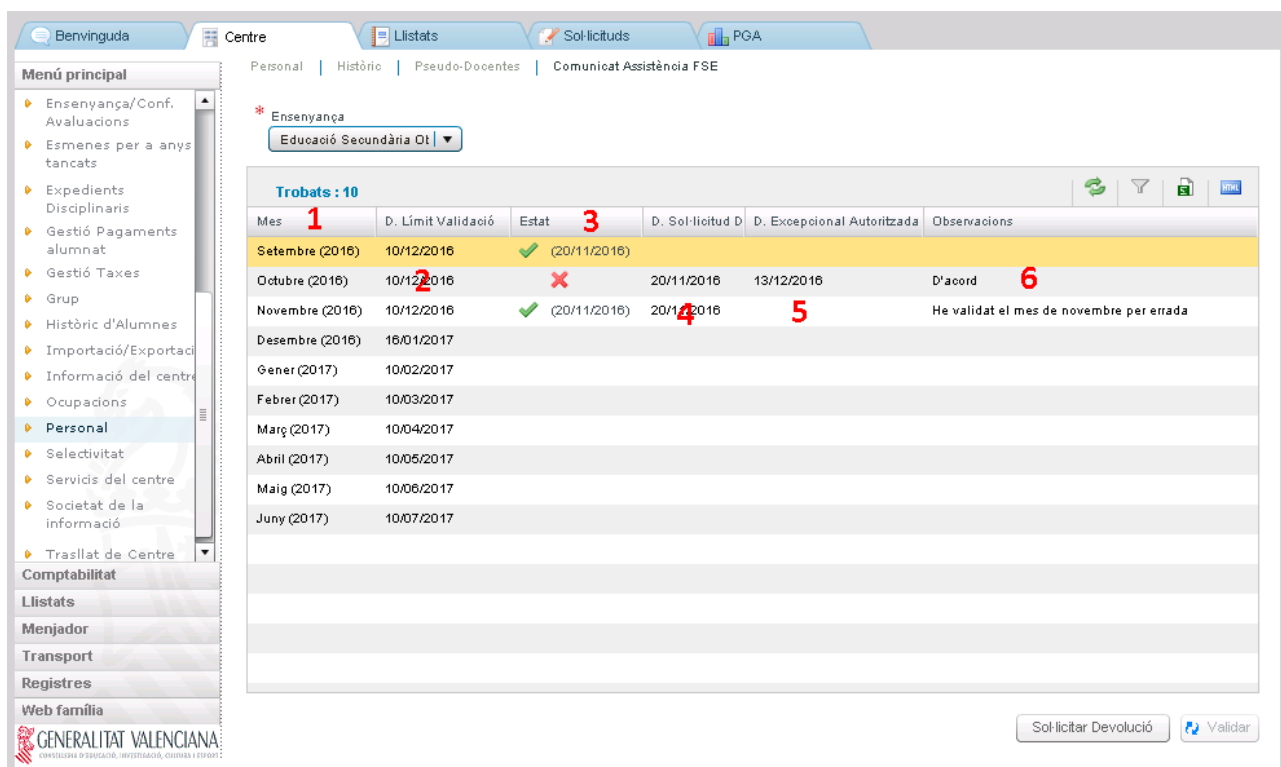 Benvinguda
Centre
Llistats
Sol·licituds
PGA
Menú principal
Ensenyança/Conf.
Avaluacions
Esmenes per a anys
tancats
Expedients
Disciplinaris
Gestió Pagaments
alumnat
Gestió Taxes
Grup
Històric d'Alumnes
Importació/Exportaci
Informació del centre
Ocupacions
Personal
Selectivitat
Servicis del centre
Societat de la
informació
Trasllat de Centre
Comptabilitat
Llistats
Menjador
Transport
Registres
Web família
GENERALITAT VALENCIANA
CONSELLERIA D'EDUCACIÓ, INVESTIGACIÓ, CULTURA I ESPORT
Personal | Històric | Pseudo-Docentes | Comunicat Assistència FSE
* Ensenyança
Educació Secundària Ol
Trobats : 10
HTML
Mes 1 D. Límit Validació Estat 3 D. Sol·licitud D D. Excepcional Autoritzada Observacions
Setembre (2016) 10/12/2016 (20/11/2016)
Octubre (2016) 10/12/2016 20/11/2016 13/12/2016 D'acord
2 6
Novembre (2016) 10/12/2016 (20/11/2016) He validat el mes de novembre per errada
4 5
Desembre (2016) 16/01/2017
Gener (2017) 10/02/2017
Febrer (2017) 10/03/2017
Març (2017) 10/04/2017
Abril (2017) 10/05/2017
Maig (2017) 10/06/2017
Juny (2017) 10/07/2017
Sol·licitar Devolució
Validar